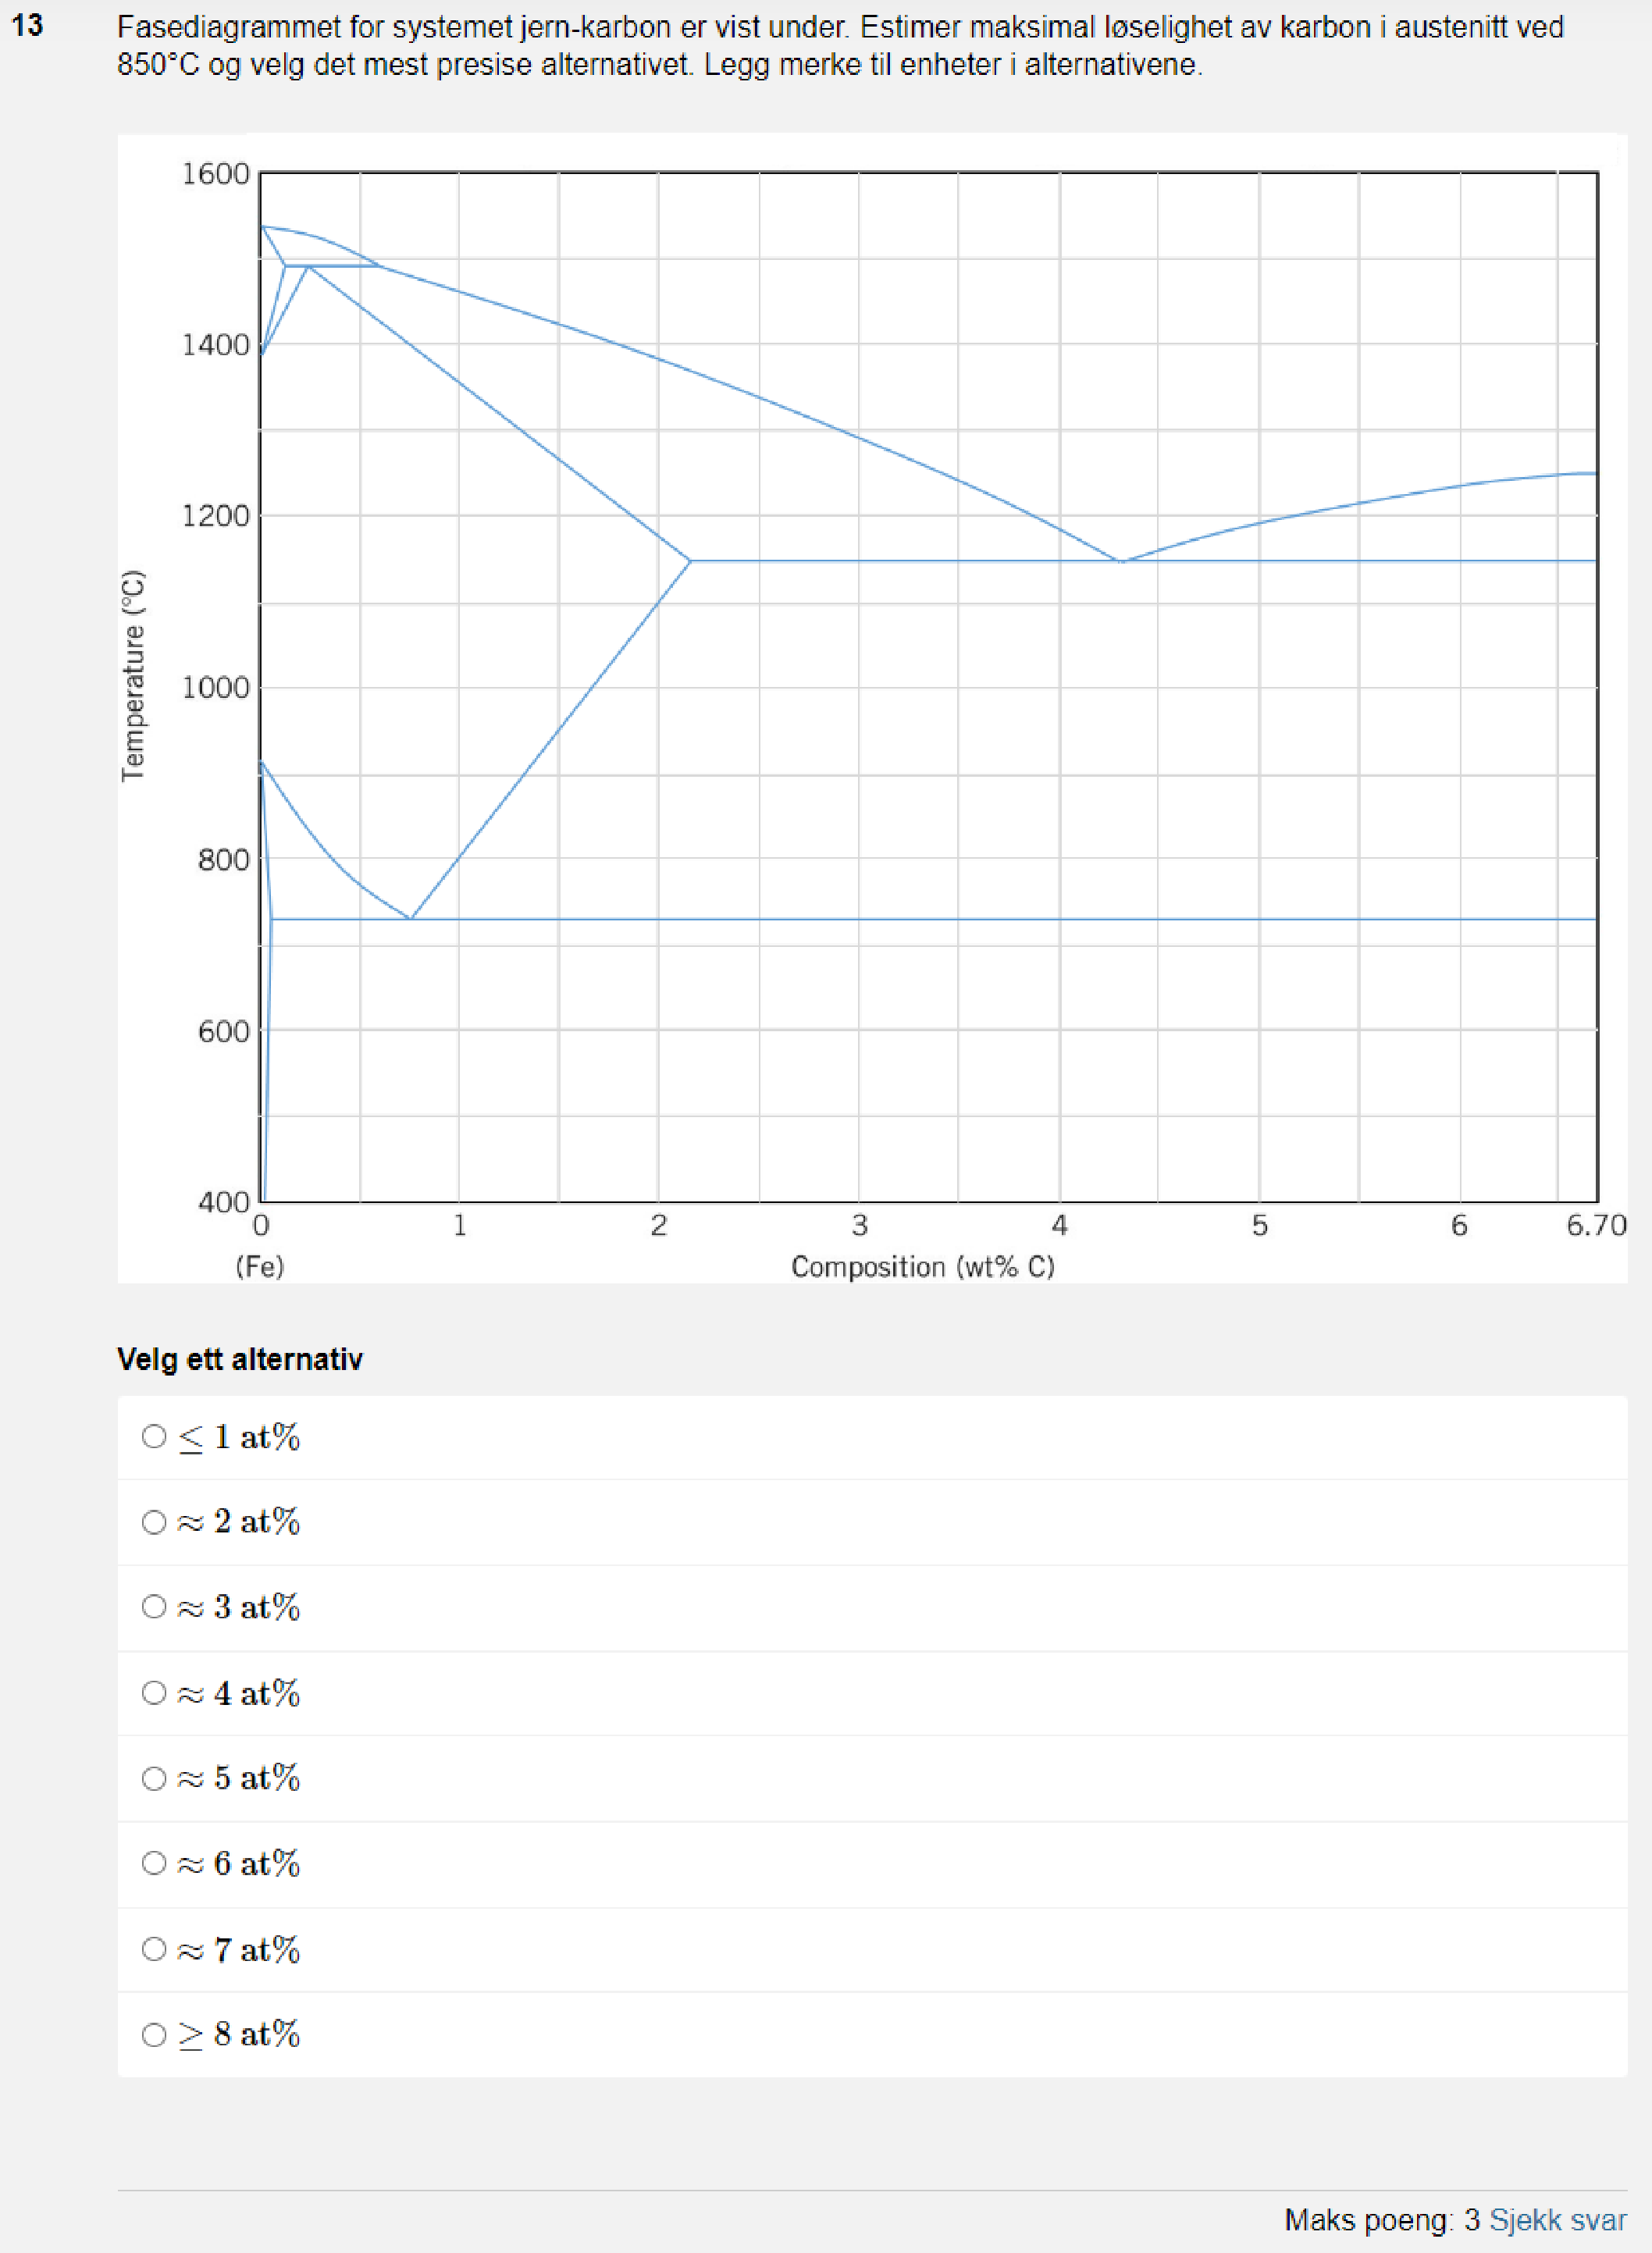 13
Fasediagrammet for systemet jern-karbon er vist under. Estimer maksimal løselighet av karbon i austenitt ved
850°C og velg det mest presise alternativet. Legg merke til enheter i alternativene.
1600
1400
1200
1000
800
600
400
Temperature (°C)
0
1
2
3
4
5
6
6.70
(Fe)
Composition (wt% C)
Velg ett alternativ
≤ 1 at%
≈ 2 at%
≈ 3 at%
≈ 4 at%
≈ 5 at%
≈ 6 at%
≈ 7 at%
≥ 8 at%
Maks poeng: 3 Sjekk svar